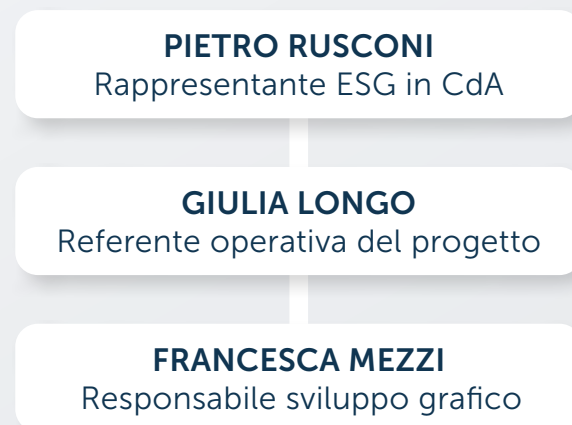 PIETRO RUSCONI
Rappresentante ESG in CdA
GIULIA LONGO
Referente operativa del progetto
FRANCESCA MEZZI
Responsabile sviluppo grafico